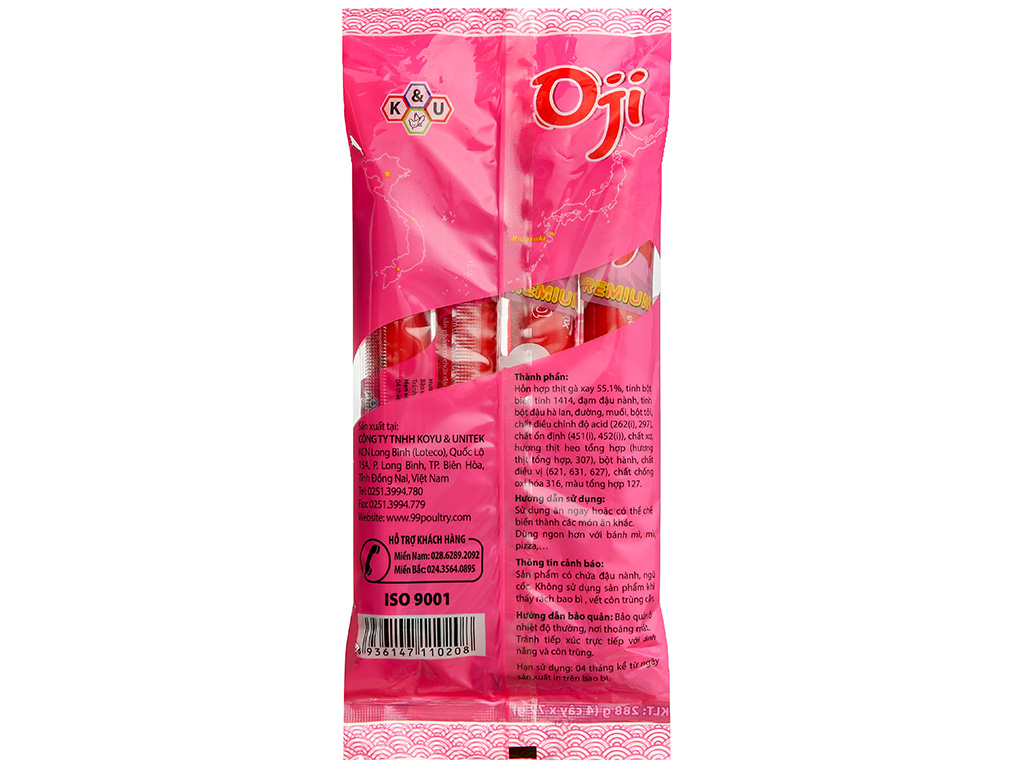 K & U
Oji
Miyazaki
PREMIUM
PREMIUM
Thành phần:
Hỗn hợp thịt gà xay 55.1%, tinh bột
biến tính 1414, đạm đậu nành, tinh
bột đậu hà lan, đường, muối, bột tỏi,
chất điều chỉnh độ acid (262(i), 297),
chất ổn định (451(i), 452(i)), chất xơ,
hương thịt heo tổng hợp (hương
thịt tổng hợp, 307), bột hành, chất
điều vị (621, 631, 627), chất chống
oxi hóa 316, màu tổng hợp 127.
Hướng dẫn sử dụng:
Sử dụng ăn ngay hoặc có thể chế
biến thành các món ăn khác.
Dùng ngon hơn với bánh mì, mì,
pizza,...
Thông tin cảnh báo:
Sản phẩm có chứa đậu nành, ngũ
cốc. Không sử dụng sản phẩm khi
thấy rách bao bì , vết côn trùng cắn.
Hướng dẫn bảo quản: Bảo quản ở
nhiệt độ thường, nơi thoáng mát.
Tránh tiếp xúc trực tiếp với ánh
nắng và côn trùng.
Hạn sử dụng: 04 tháng kể từ ngày
sản xuất in trên bao bì.
Sản xuất tại:
CÔNG TY TNHH KOYU & UNITEK
KCN Long Bình (Loteco), Quốc Lộ
15A, P. Long Bình, TP. Biên Hòa,
Tỉnh Đồng Nai, Việt Nam
Tel: 0251.3994.780
Fax: 0251.3994.779
Website: www.99poultry.com
HỖ TRỢ KHÁCH HÀNG
Miền Nam: 028.6289.2092
Miền Bắc: 024.3564.0895
ISO 9001
8 936147 110208
KLT: 288 g (4 cây x 72 g)